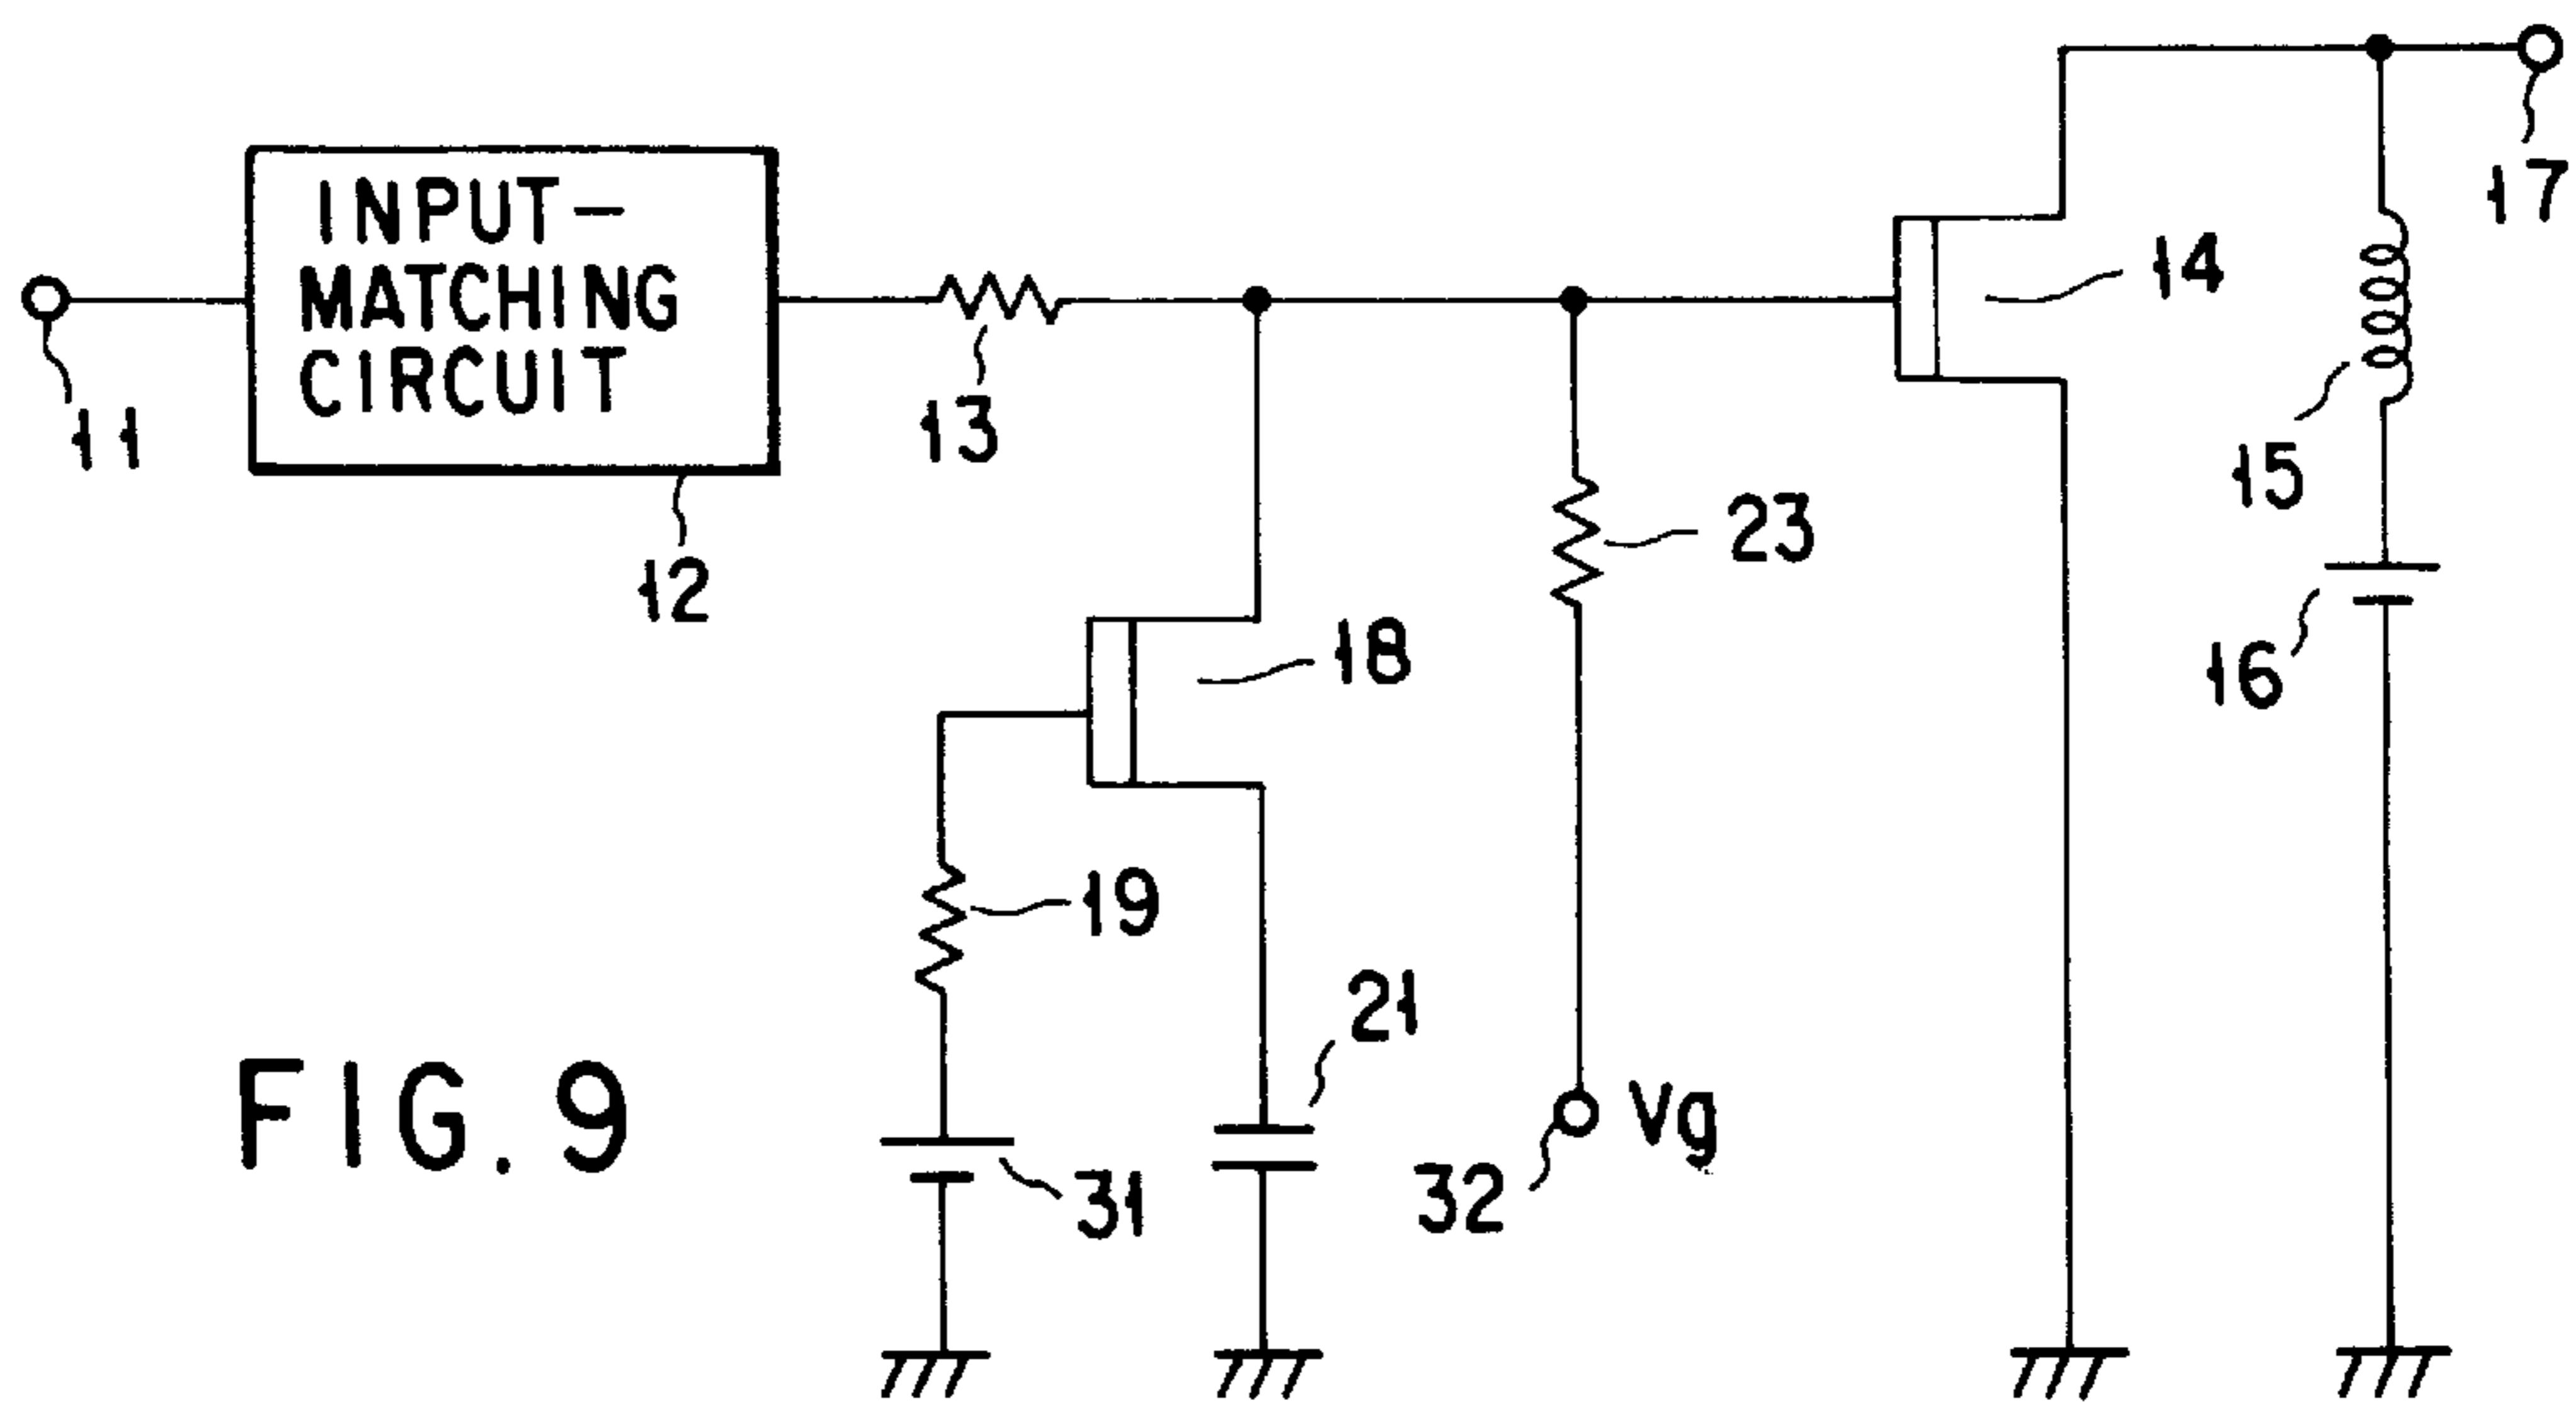 17
INPUT-
MATCHING
CIRCUIT
14
11
13
15
12
23
18
16
19
21
31
32
Vg
FIG. 9